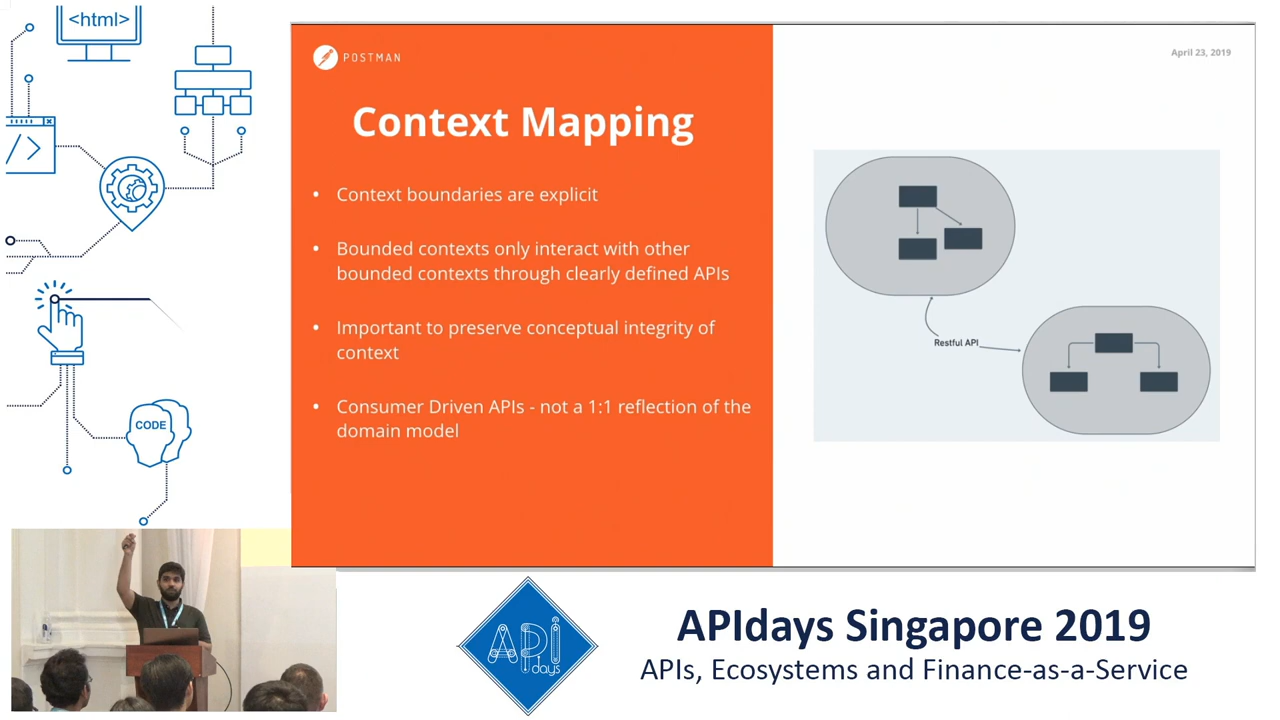 <html>
</>
CODE
POSTMAN
April 23, 2019
Context Mapping
• Context boundaries are explicit
• Bounded contexts only interact with other
bounded contexts through clearly defined APIs
• Important to preserve conceptual integrity of
context
• Consumer Driven APIs - not a 1:1 reflection of the
domain model
Restful API
API
days
APIdays Singapore 2019
APIs, Ecosystems and Finance-as-a-Service